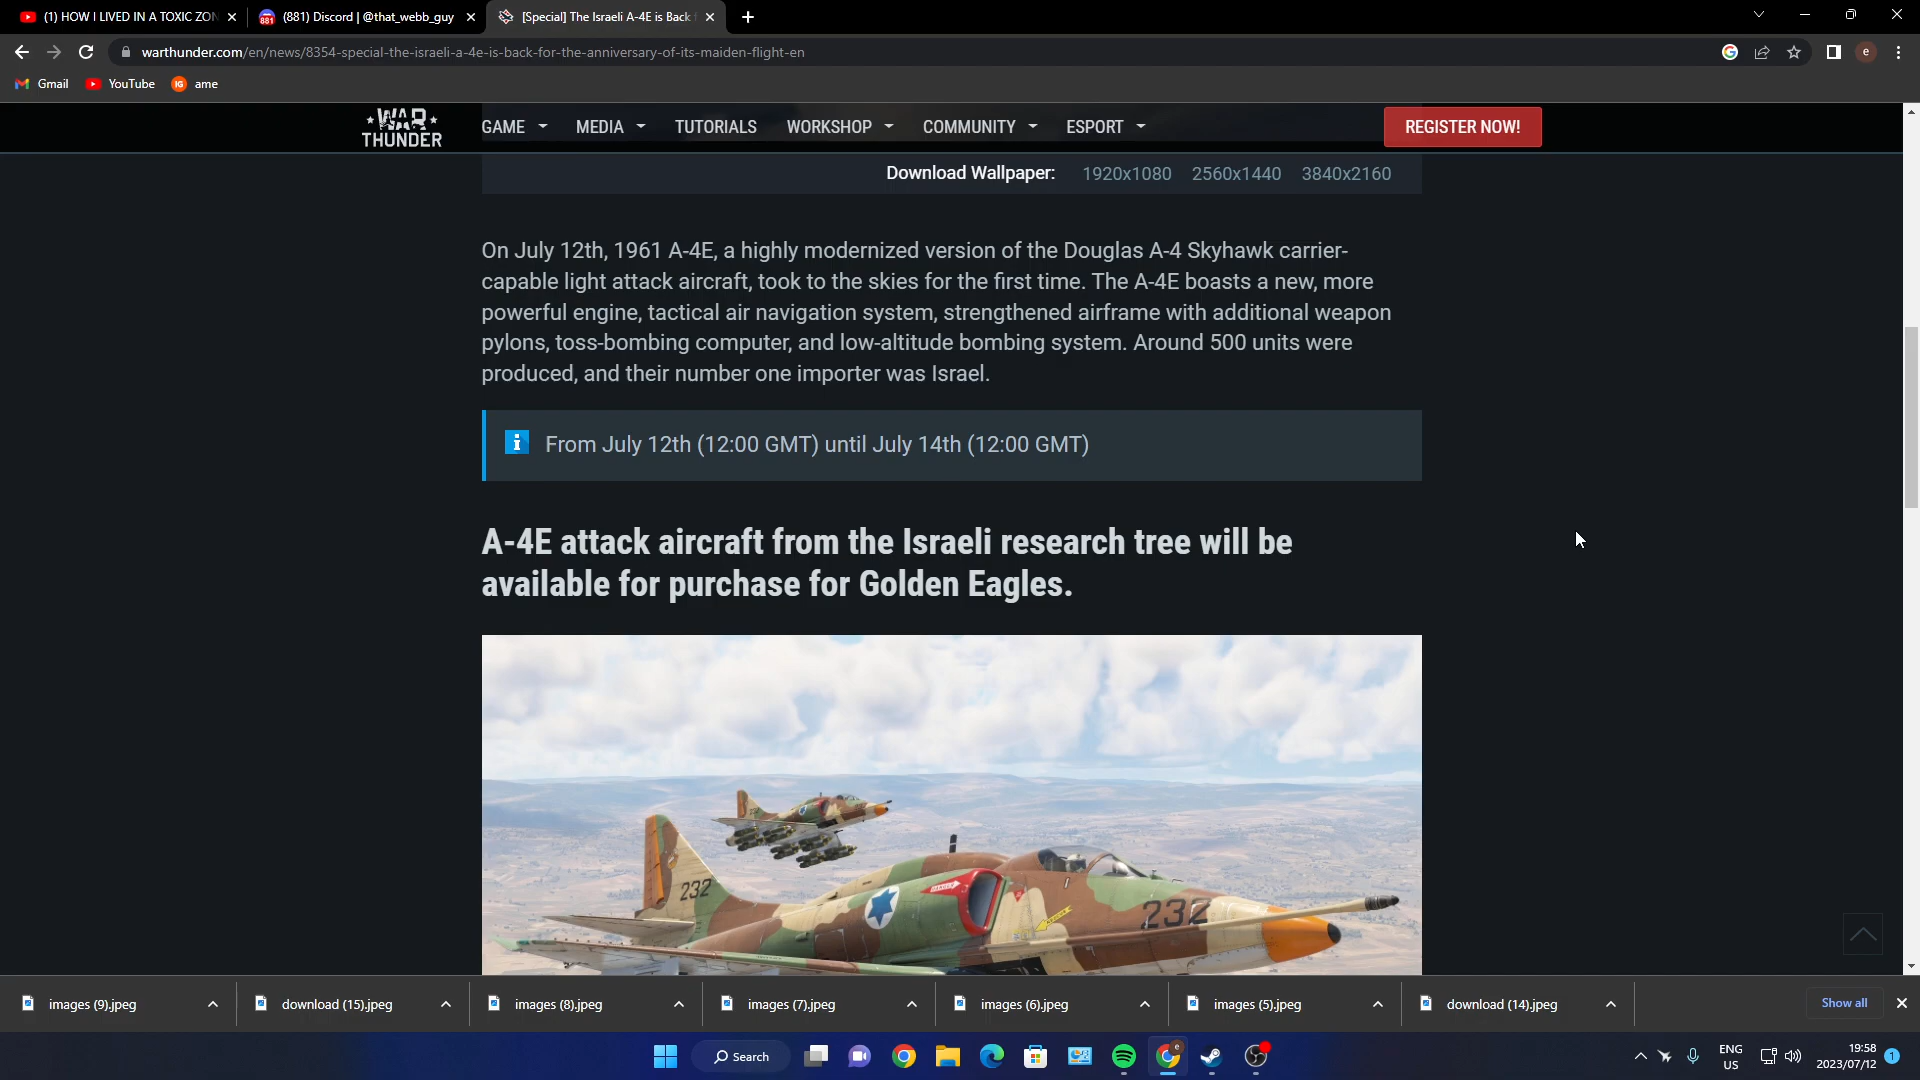 (1) HOW I LIVED IN A TOXIC ZON
(881) Discord | @that_webb_guy
[Special] The Israeli A-4E is Back f
warthunder.com/en/news/8354-special-the-israeli-a-4e-is-back-for-the-anniversary-of-its-maiden-flight-en
e
Gmail
YouTube
IG
ame
WAR THUNDER
GAME
MEDIA
TUTORIALS
WORKSHOP
COMMUNITY
ESPORT
REGISTER NOW!
Download Wallpaper: 1920x1080 2560x1440 3840x2160
On July 12th, 1961 A-4E, a highly modernized version of the Douglas A-4 Skyhawk carrier-
capable light attack aircraft, took to the skies for the first time. The A-4E boasts a new, more
powerful engine, tactical air navigation system, strengthened airframe with additional weapon
pylons, toss-bombing computer, and low-altitude bombing system. Around 500 units were
produced, and their number one importer was Israel.
i From July 12th (12:00 GMT) until July 14th (12:00 GMT)
A-4E attack aircraft from the Israeli research tree will be
available for purchase for Golden Eagles.
232
232
images (9).jpeg
download (15).jpeg
images (8).jpeg
images (7).jpeg
images (6).jpeg
images (5).jpeg
download (14).jpeg
Show all
Search
ENG
US
19:58
2023/07/12
1